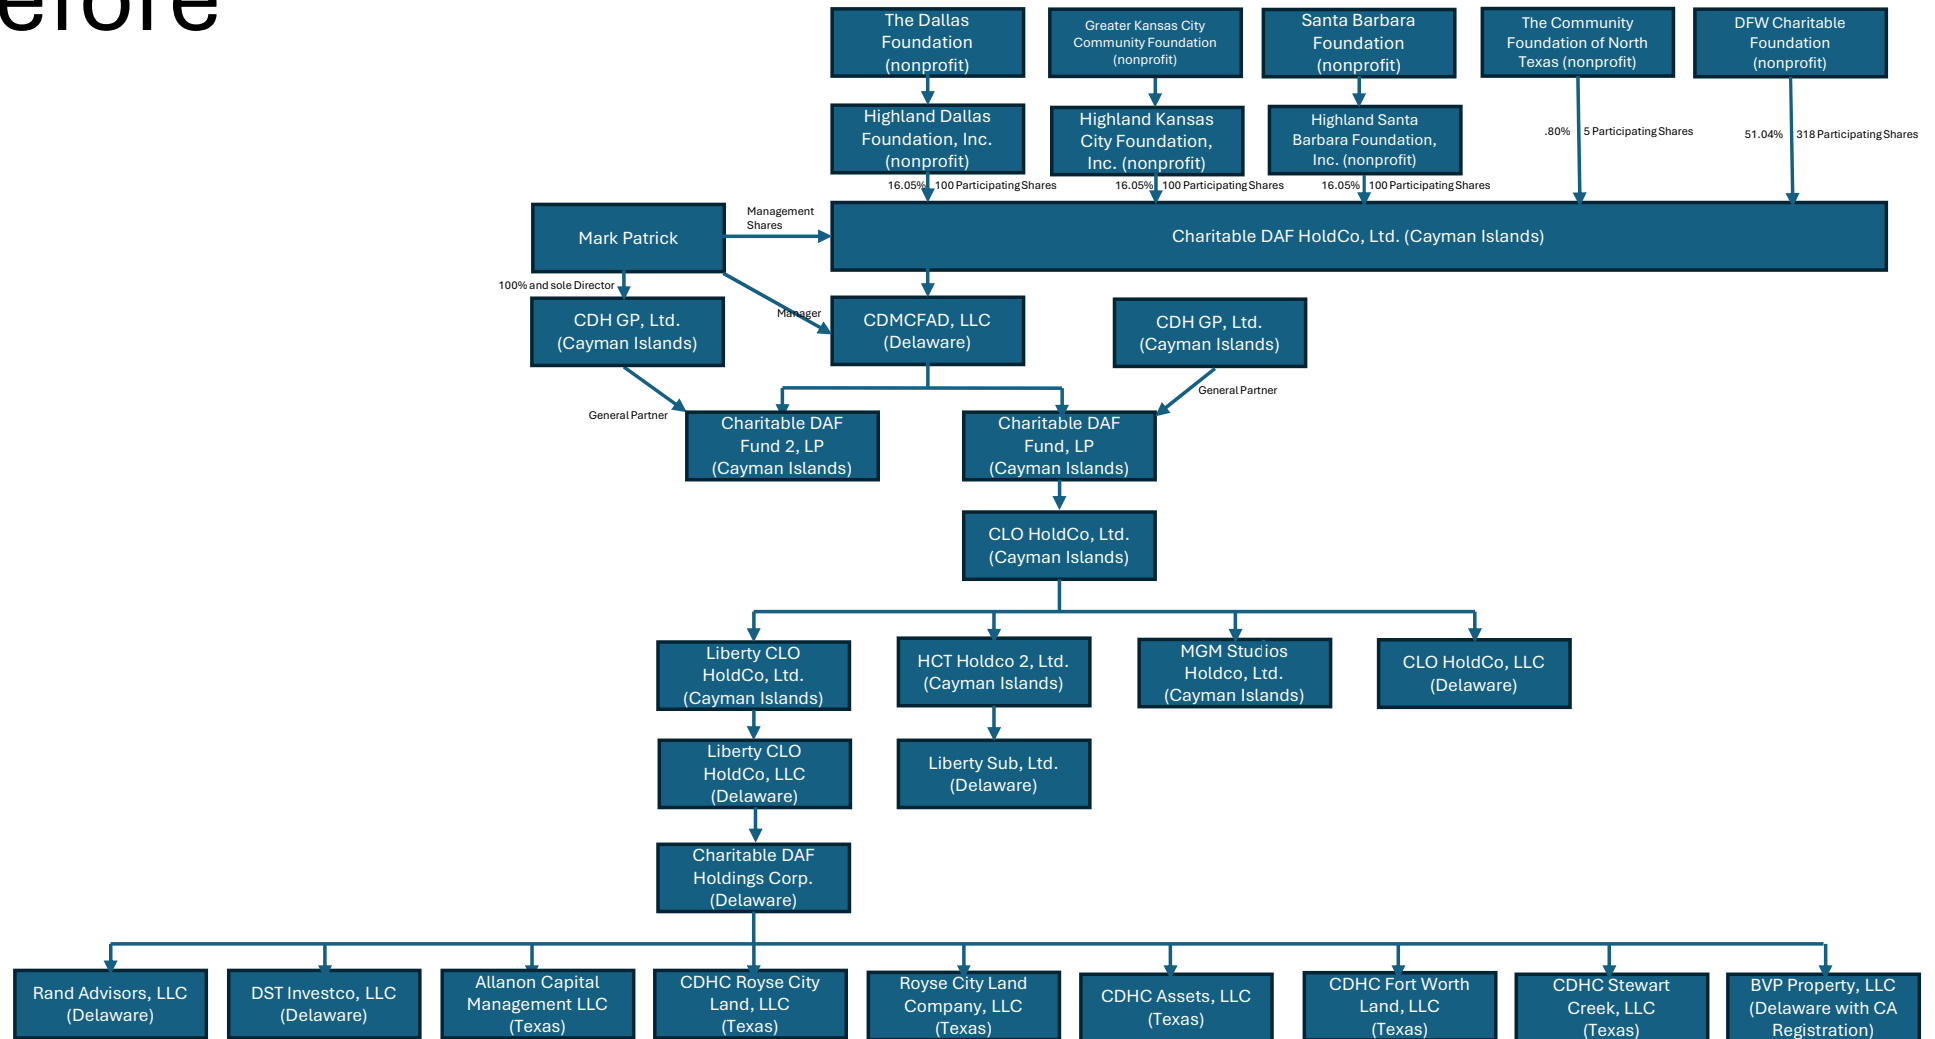 efore
The Dallas
Foundation
(nonprofit)
Greater Kansas City
Community Foundation
(nonprofit)
Santa Barbara
Foundation
(nonprofit)
The Community
Foundation of North
Texas (nonprofit)
DFW Charitable
Foundation
(nonprofit)
Highland Dallas
Foundation, Inc.
(nonprofit)
Highland Kansas
City Foundation,
Inc. (nonprofit)
Highland Santa
Barbara Foundation,
Inc. (nonprofit)
.80%
5 Participating Shares
51.04%
318 Participating Shares
16.05%
100 Participating Shares
16.05%
100 Participating Shares
16.05%
100 Participating Shares
Mark Patrick
Management
Shares
Charitable DAF HoldCo, Ltd. (Cayman Islands)
100% and sole Director
Manager
CDH GP, Ltd.
(Cayman Islands)
CDMCFAD, LLC
(Delaware)
CDH GP, Ltd.
(Cayman Islands)
General Partner
General Partner
Charitable DAF
Fund 2, LP
(Cayman Islands)
Charitable DAF
Fund, LP
(Cayman Islands)
CLO HoldCo, Ltd.
(Cayman Islands)
Liberty CLO
HoldCo, Ltd.
(Cayman Islands)
HCT Holdco 2, Ltd.
(Cayman Islands)
MGM Studios
Holdco, Ltd.
(Cayman Islands)
CLO HoldCo, LLC
(Delaware)
Liberty CLO
HoldCo, LLC
(Delaware)
Liberty Sub, Ltd.
(Delaware)
Charitable DAF
Holdings Corp.
(Delaware)
Rand Advisors, LLC
(Delaware)
DST Investco, LLC
(Delaware)
Allanon Capital
Management LLC
(Texas)
CDHC Royse City
Land, LLC
(Texas)
Royse City Land
Company, LLC
(Texas)
CDHC Assets, LLC
(Texas)
CDHC Fort Worth
Land, LLC
(Texas)
CDHC Stewart
Creek, LLC
(Texas)
BVP Property, LLC
(Delaware with CA
Registration)